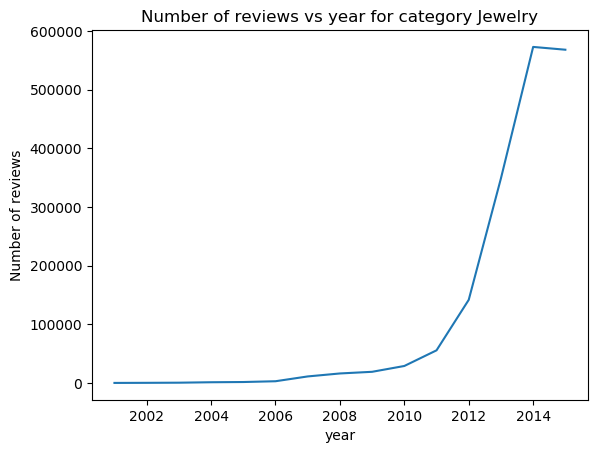 Number of reviews vs year for category Jewelry
Number of reviews
600000
500000
400000
300000
200000
100000
0
2002 2004 2006 2008 2010 2012 2014
year